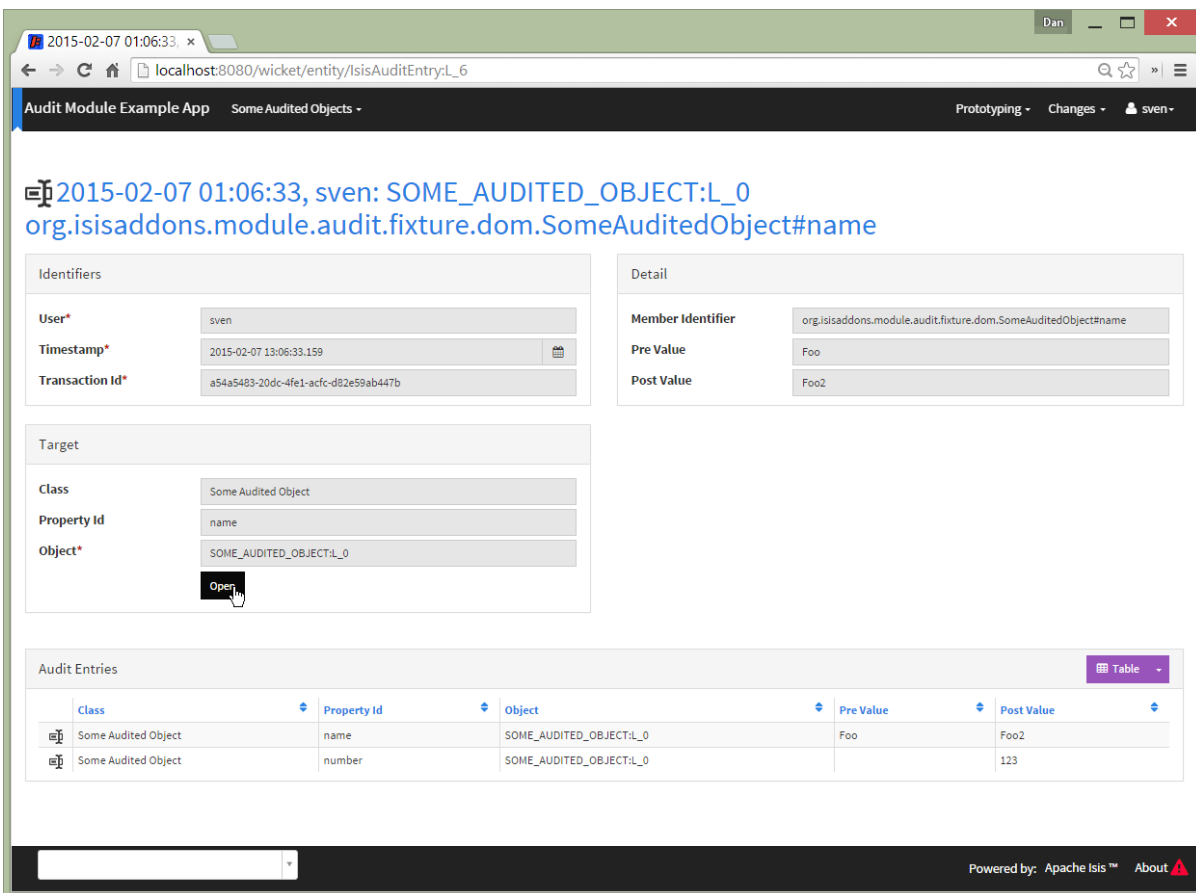 Dan
2015-02-07 01:06:33,
localhost:8080/wicket/entity/IsisAuditEntry:L_6
Audit Module Example App Some Audited Objects Prototyping Changes sven
2015-02-07 01:06:33, sven: SOME_AUDITED_OBJECT:L_0
org.isisaddons.module.audit.fixture.dom.SomeAuditedObject#name
Identifiers
User* sven
Timestamp* 2015-02-07 13:06:33.159
Transaction Id* a54a5483-20dc-4fe1-acfc-d82e59ab447b
Detail
Member Identifier org.isisaddons.module.audit.fixture.dom.SomeAuditedObject#name
Pre Value Foo
Post Value Foo2
Target
Class Some Audited Object
Property Id name
Object* SOME_AUDITED_OBJECT:L_0
Open
Audit Entries Table
Class Property Id Object Pre Value Post Value
Some Audited Object name SOME_AUDITED_OBJECT:L_0 Foo Foo2
Some Audited Object number SOME_AUDITED_OBJECT:L_0 123
Powered by: Apache Isis™ About